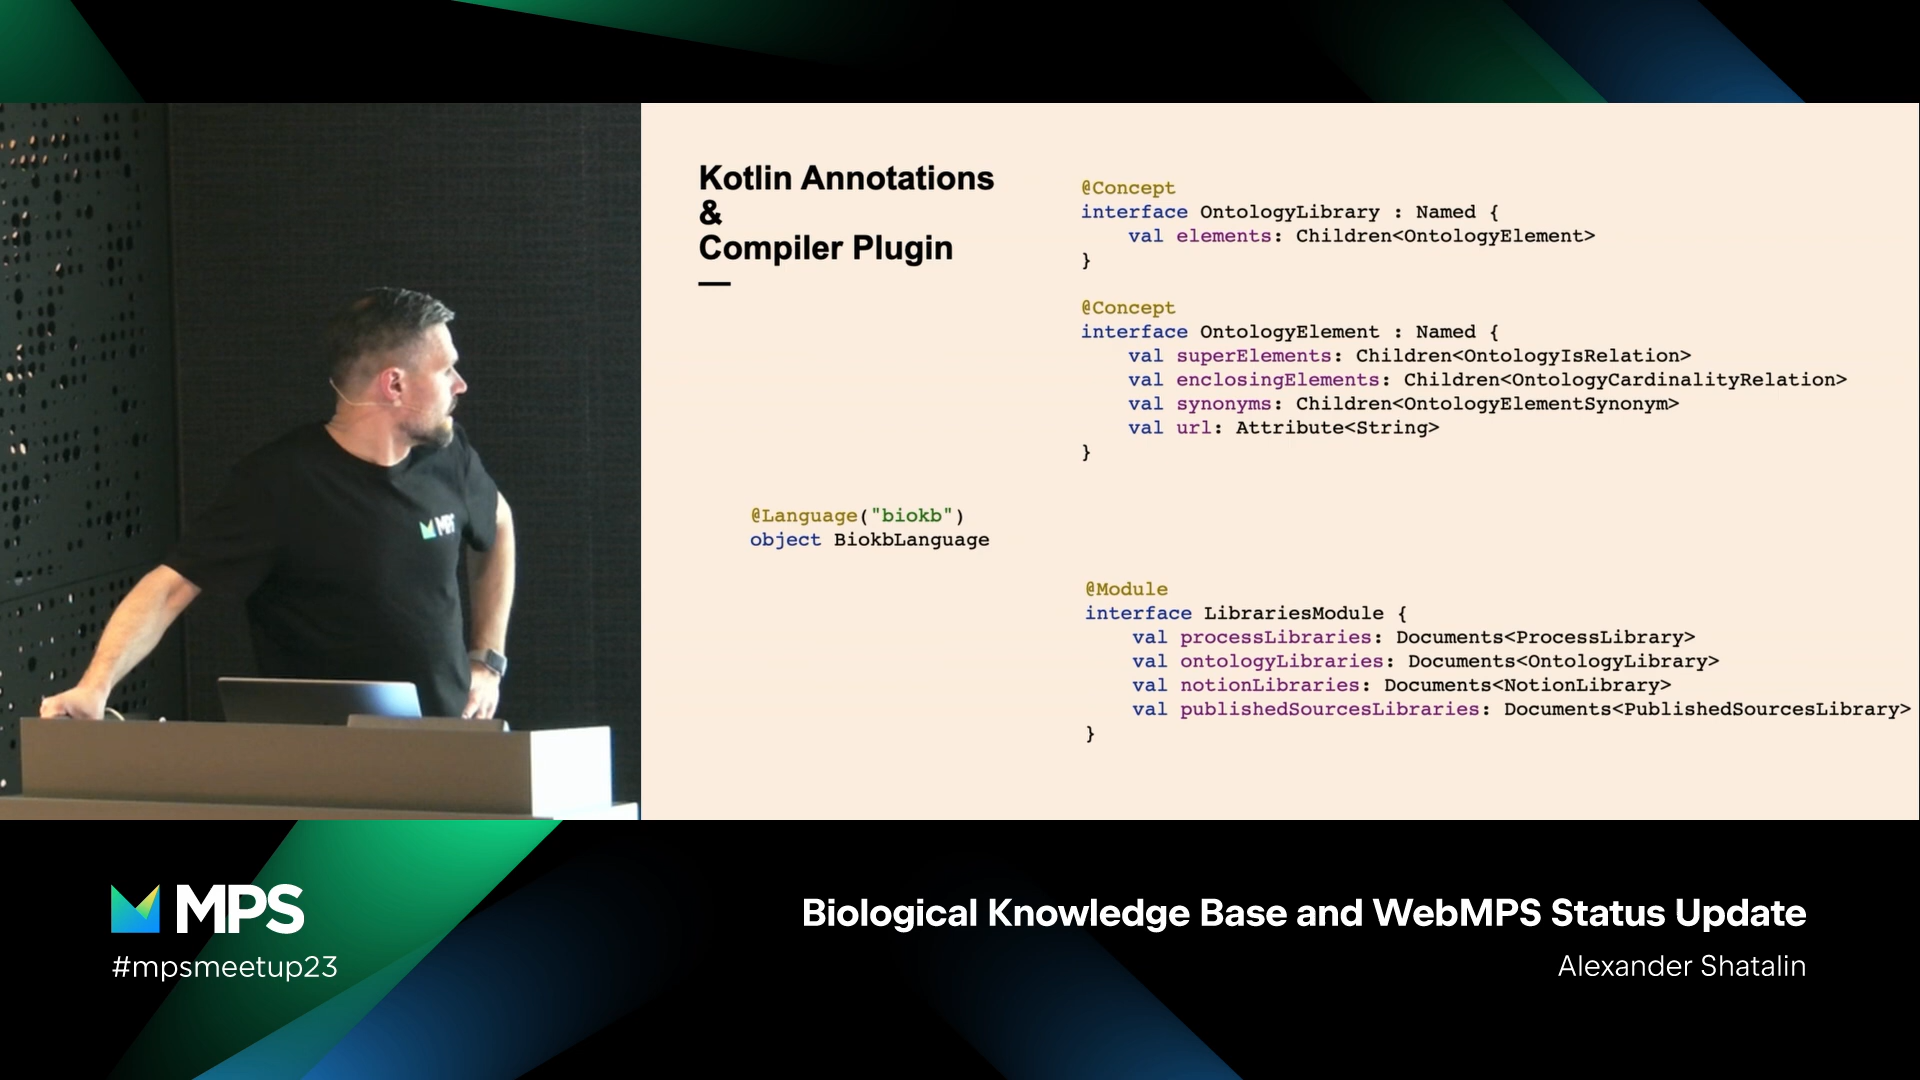 Kotlin Annotations
&
Compiler Plugin
@Language("biokb")
object BiokbLanguage
@Concept
interface OntologyLibrary : Named {
    val elements: Children<OntologyElement>
}
@Concept
interface OntologyElement : Named {
    val superElements: Children<OntologyIsRelation>
    val enclosingElements: Children<OntologyCardinalityRelation>
    val synonyms: Children<OntologyElementSynonym>
    val url: Attribute<String>
}
@Module
interface LibrariesModule {
    val processLibraries: Documents<ProcessLibrary>
    val ontologyLibraries: Documents<OntologyLibrary>
    val notionLibraries: Documents<NotionLibrary>
    val publishedSourcesLibraries: Documents<PublishedSourcesLibrary>
}
MPS
MPS
#mpsmeetup23
Biological Knowledge Base and WebMPS Status Update
Alexander Shatalin